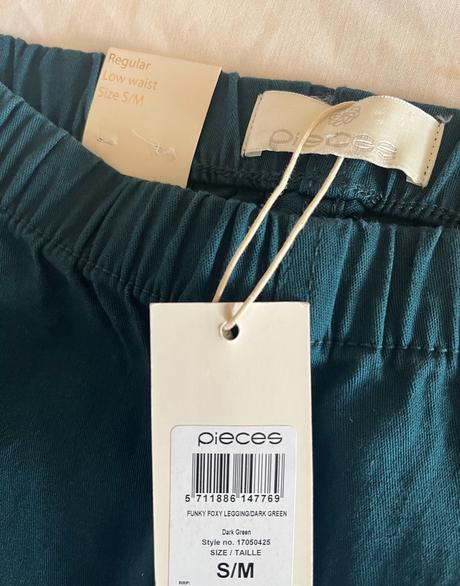 Regular
Low waist
Size S/M
pieces
pieces
5 711886 147769
FUNKY FOXY LEGGING/DARK GREEN
Dark Green
Style no. 17050425
SIZE / TAILLE
S/M
RRP: